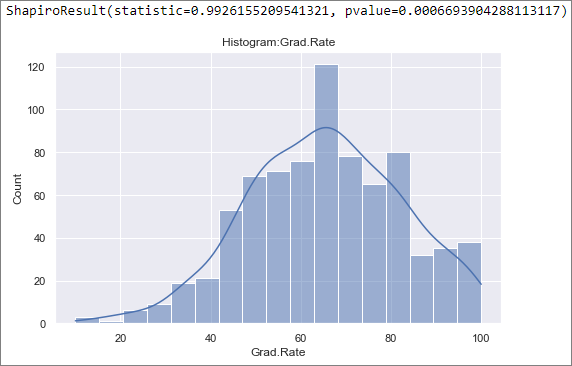 ShapiroResult(statistic=0.9926155209541321, pvalue=0.0006693904288113117)
Histogram:Grad.Rate
120
100
80
60
40
20
0
Count
20 40 60 80 100
Grad.Rate